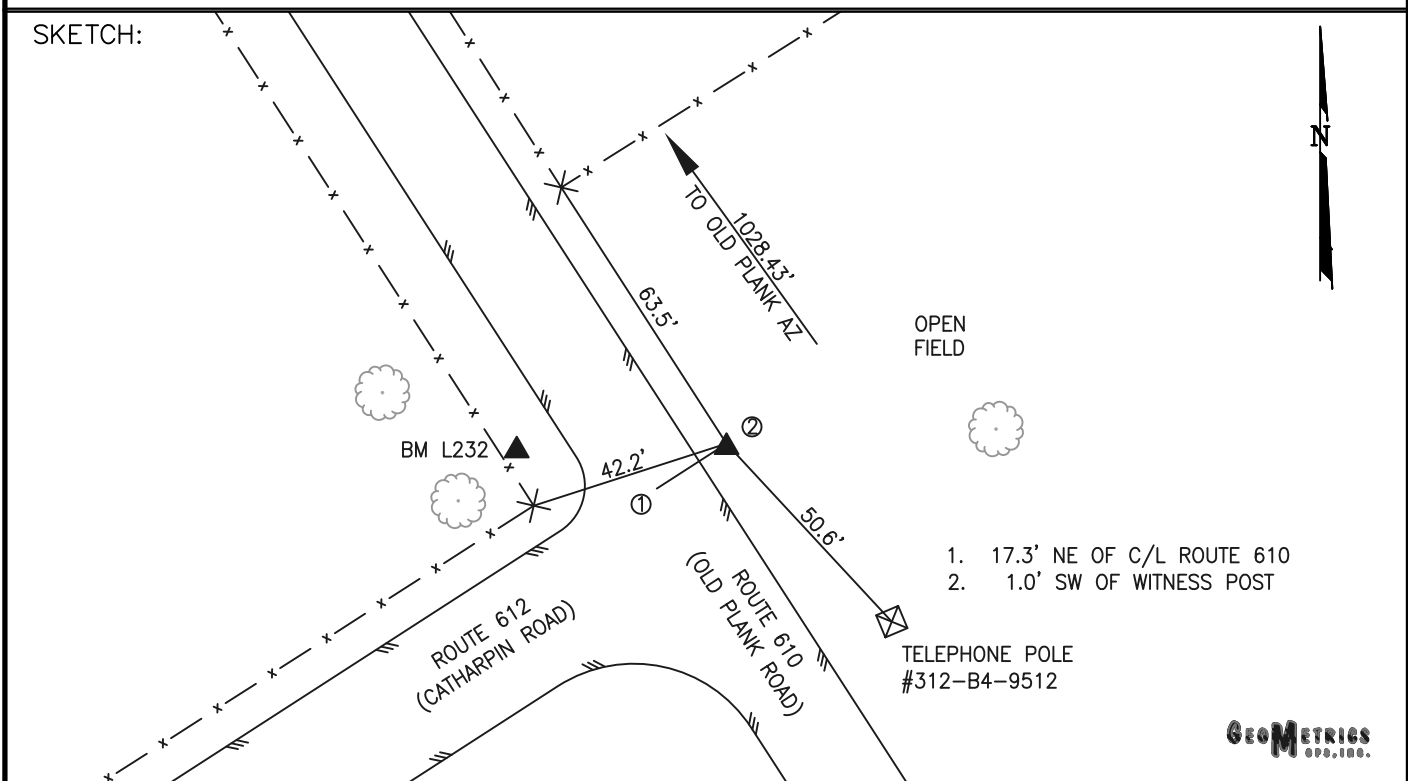 SKETCH:
N
1028.43'
TO OLD PLANK AZ
63.5'
OPEN
FIELD
2
BM L232
42.2'
1
50.6'
1. 17.3' NE OF C/L ROUTE 610
2. 1.0' SW OF WITNESS POST
ROUTE 612
(CATHARPIN ROAD)
ROUTE 610
(OLD PLANK ROAD)
TELEPHONE POLE
#312-B4-9512
GEOMETRICS
GPS, INC.